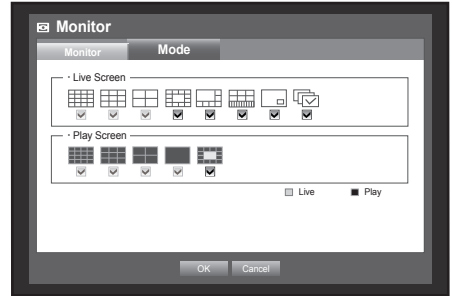 Monitor
Monitor
Mode
· Live Screen
· Play Screen
Live
Play
OK
Cancel